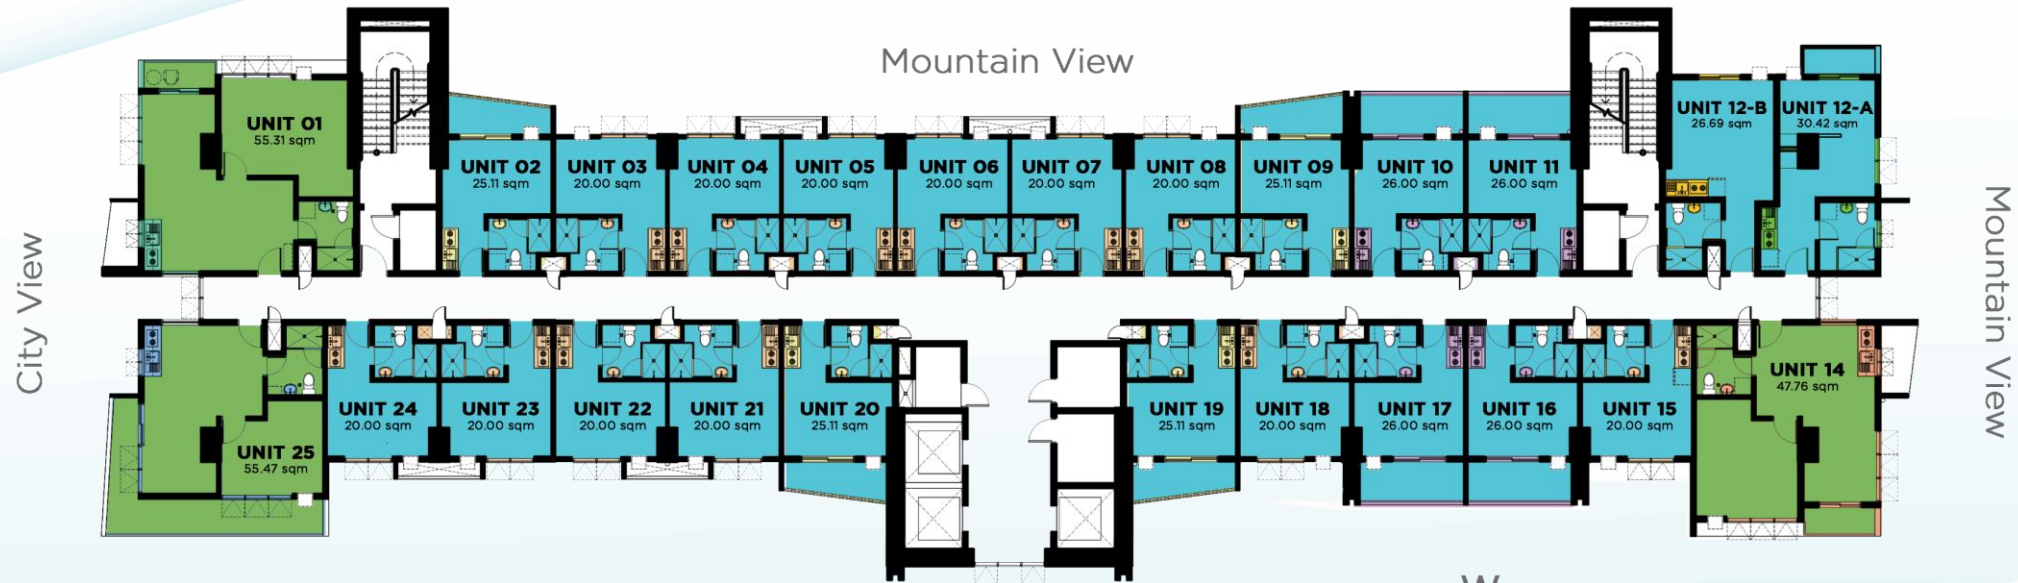 Mountain View
City View
Mountain View
UNIT 01
55.31 sqm
UNIT 02
25.11 sqm
UNIT 03
20.00 sqm
UNIT 04
20.00 sqm
UNIT 05
20.00 sqm
UNIT 06
20.00 sqm
UNIT 07
20.00 sqm
UNIT 08
20.00 sqm
UNIT 09
25.11 sqm
UNIT 10
26.00 sqm
UNIT 11
26.00 sqm
UNIT 12-B
26.69 sqm
UNIT 12-A
30.42 sqm
UNIT 25
55.47 sqm
UNIT 24
20.00 sqm
UNIT 23
20.00 sqm
UNIT 22
20.00 sqm
UNIT 21
20.00 sqm
UNIT 20
25.11 sqm
UNIT 19
25.11 sqm
UNIT 18
20.00 sqm
UNIT 17
26.00 sqm
UNIT 16
26.00 sqm
UNIT 15
20.00 sqm
UNIT 14
47.76 sqm